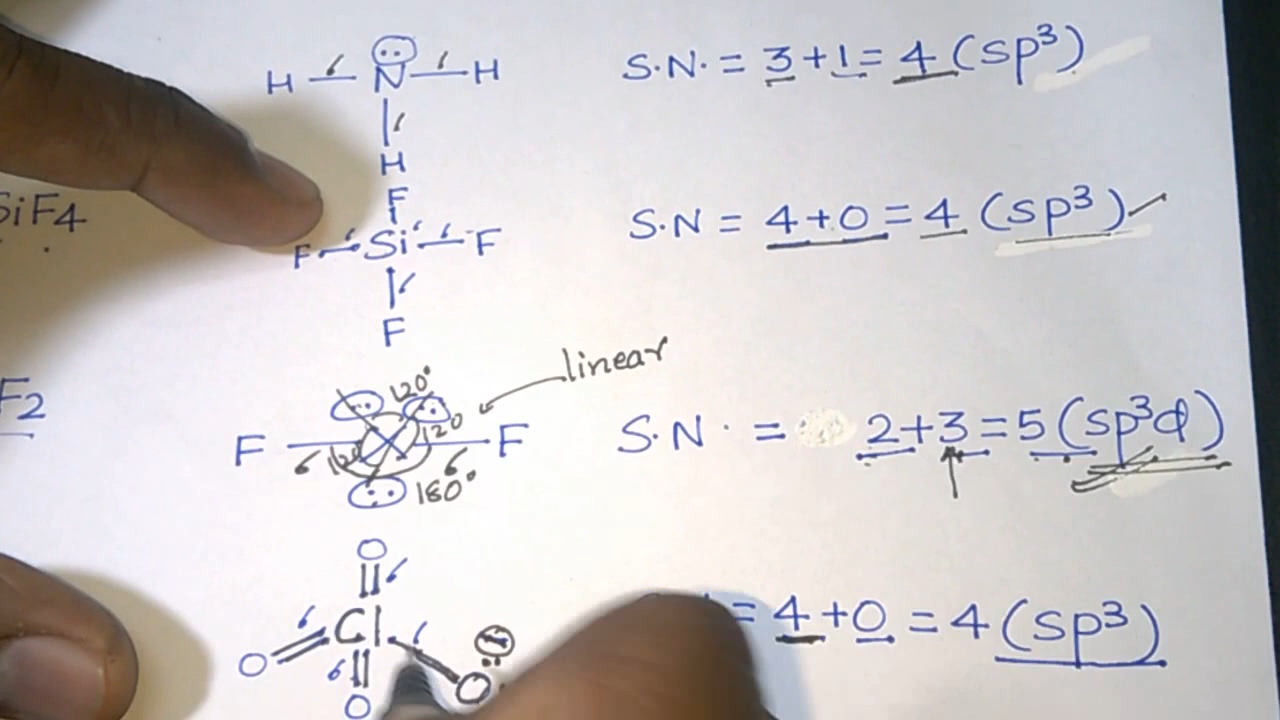 H — N — H S.N. = 3+1 = 4 (sp³)
H
F
SiF4 F — Si — F S.N = 4+0 = 4 (sp³)
F
linear
120°
F2 F F S.N. = 2+3 = 5 (sp³d)
120
120
180°
O
Cl = 4+0 = 4 (sp³)
O O
O